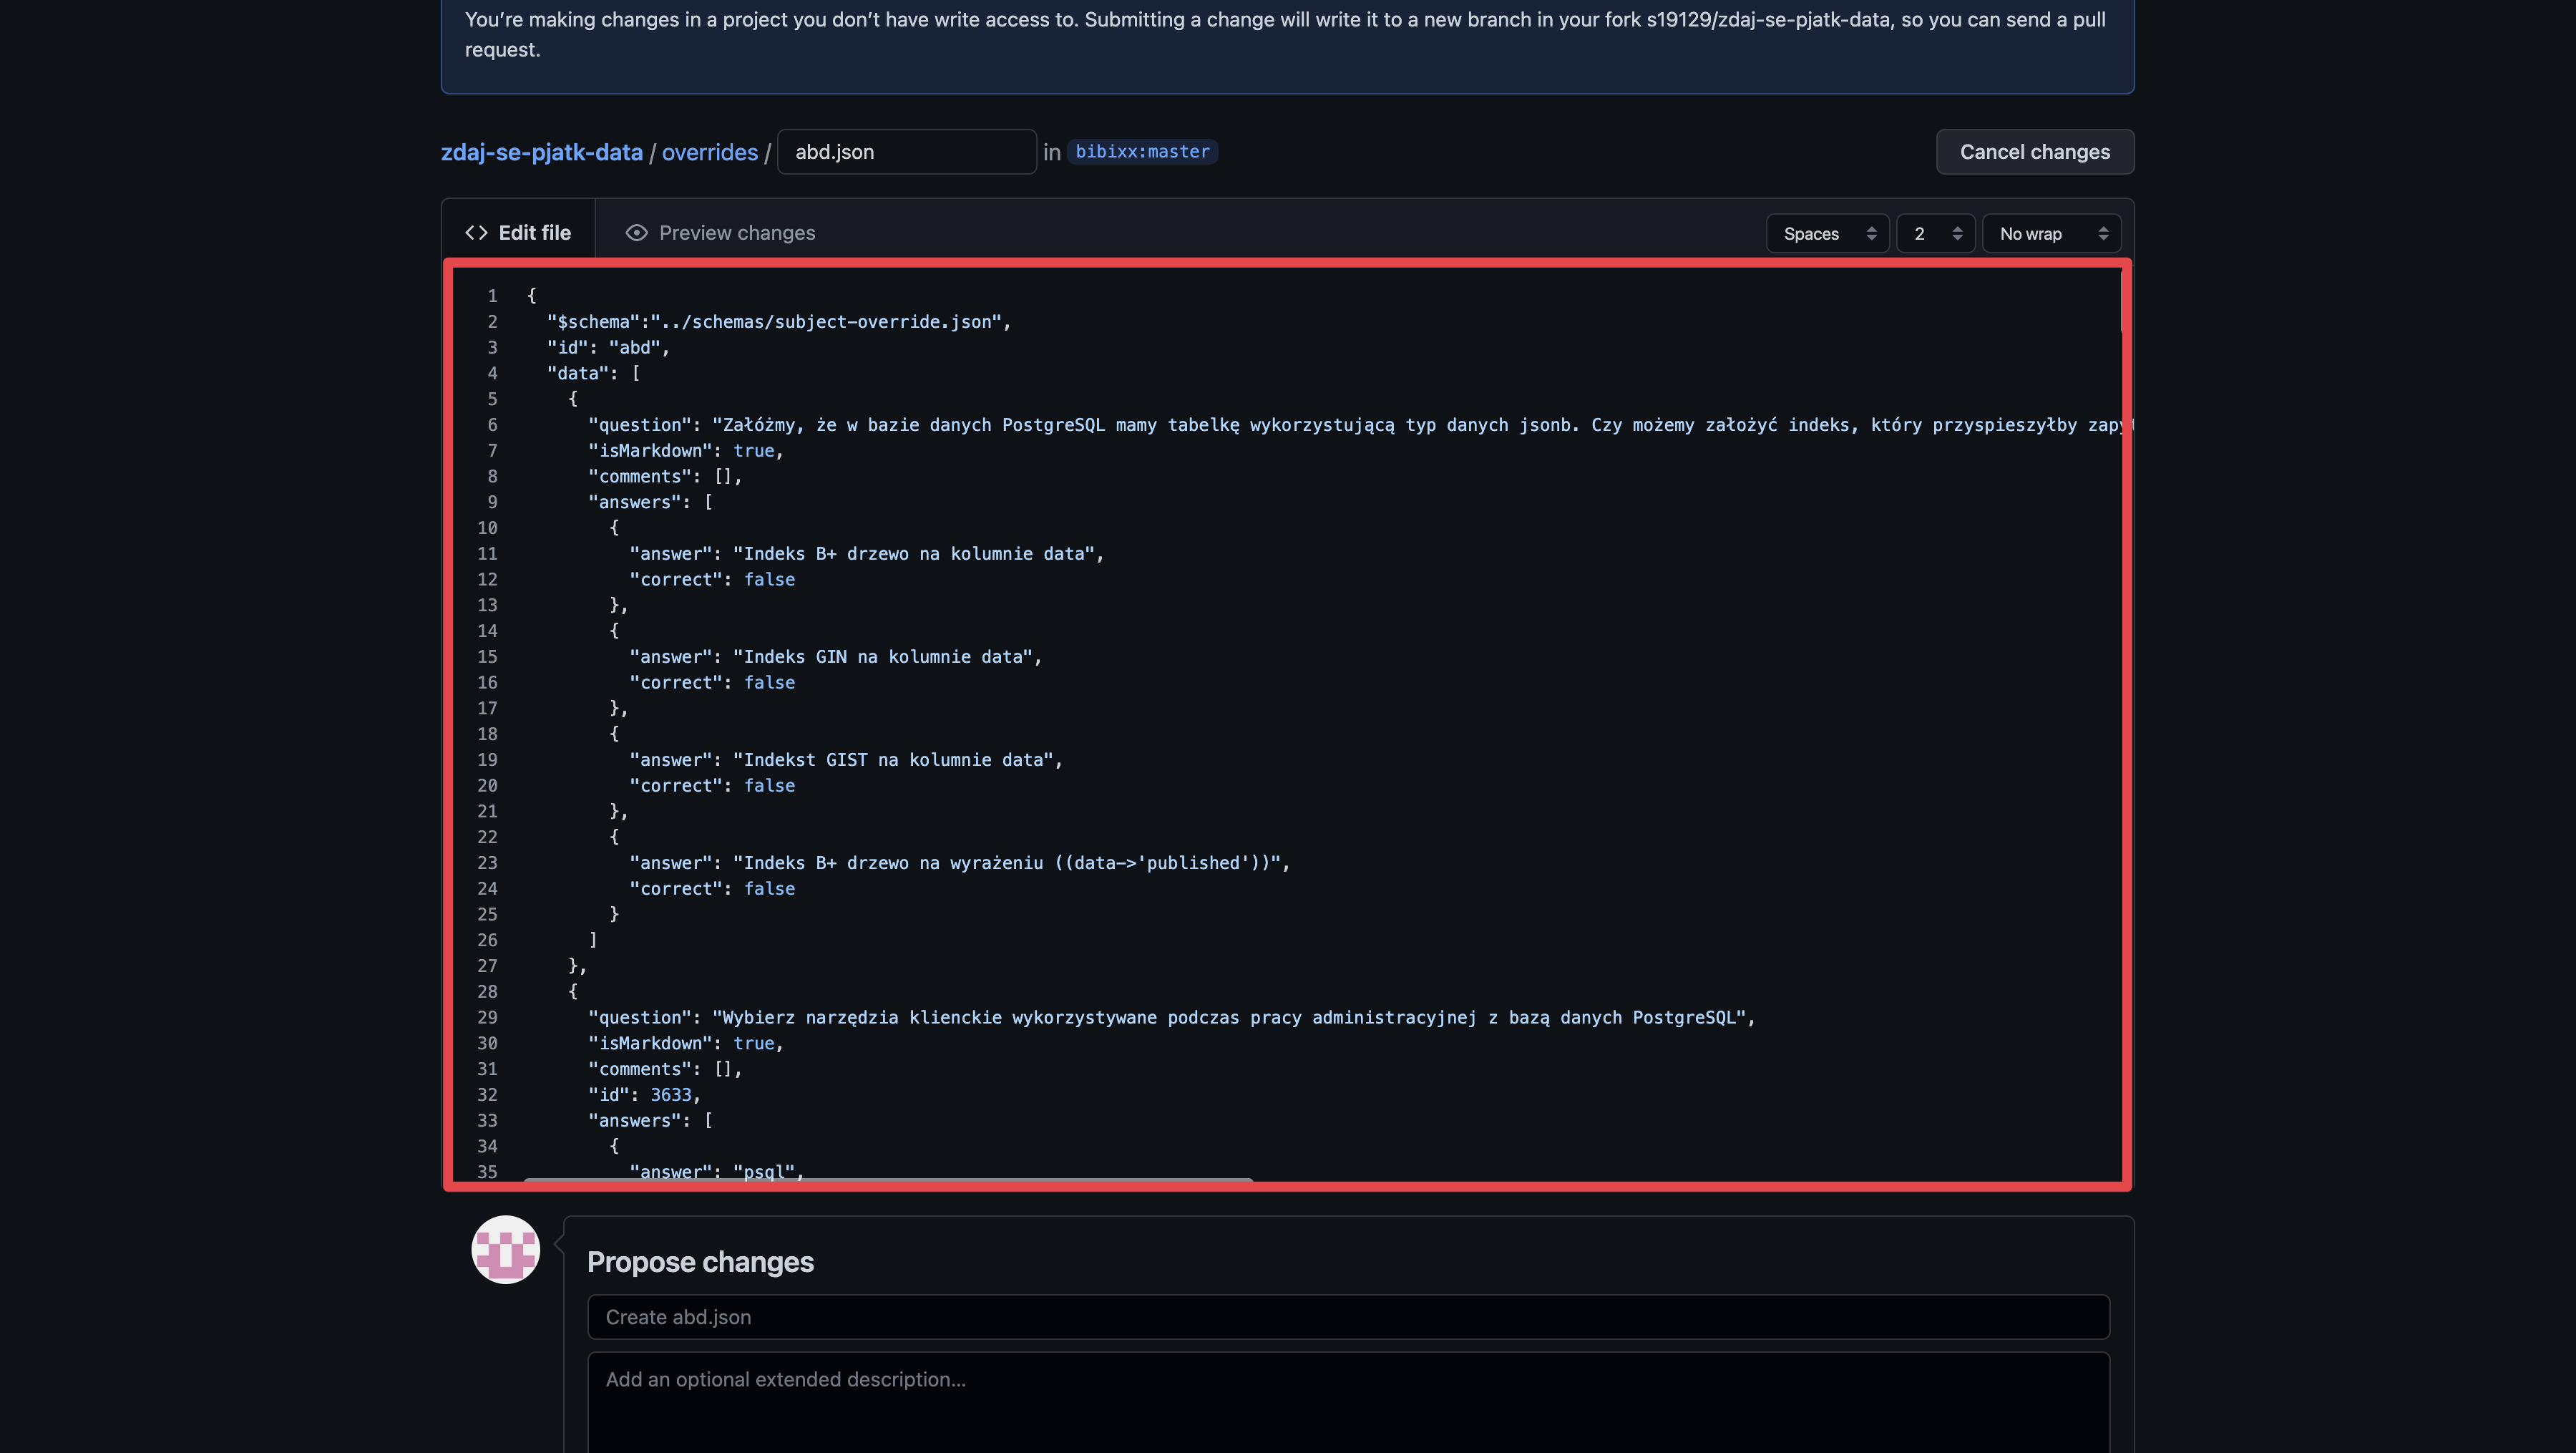 You’re making changes in a project you don’t have write access to. Submitting a change will write it to a new branch in your fork s19129/zdaj-se-pjatk-data, so you can send a pull
request.
zdaj-se-pjatk-data / overrides / abd.json in bibixx:master Cancel changes
<> Edit file Preview changes Spaces 2 No wrap
1 {
2 "$schema":"../schemas/subject-override.json",
3 "id": "abd",
4 "data": [
5 {
6 "question": "Załóżmy, że w bazie danych PostgreSQL mamy tabelkę wykorzystującą typ danych jsonb. Czy możemy założyć indeks, który przyspieszyłby
7 "isMarkdown": true,
8 "comments": [],
9 "answers": [
10 {
11 "answer": "Indeks B+ drzewo na kolumnie data",
12 "correct": false
13 },
14 {
15 "answer": "Indeks GIN na kolumnie data",
16 "correct": false
17 },
18 {
19 "answer": "Indekst GIST na kolumnie data",
20 "correct": false
21 },
22 {
23 "answer": "Indeks B+ drzewo na wyrażeniu ((data->'published'))",
24 "correct": false
25 }
26 ]
27 },
28 {
29 "question": "Wybierz narzędzia klienckie wykorzystywane podczas pracy administracyjnej z bazą danych PostgreSQL",
30 "isMarkdown": true,
31 "comments": [],
32 "id": 3633,
33 "answers": [
34 {
35 "answer": "psql",
Propose changes
Create abd.json
Add an optional extended description...